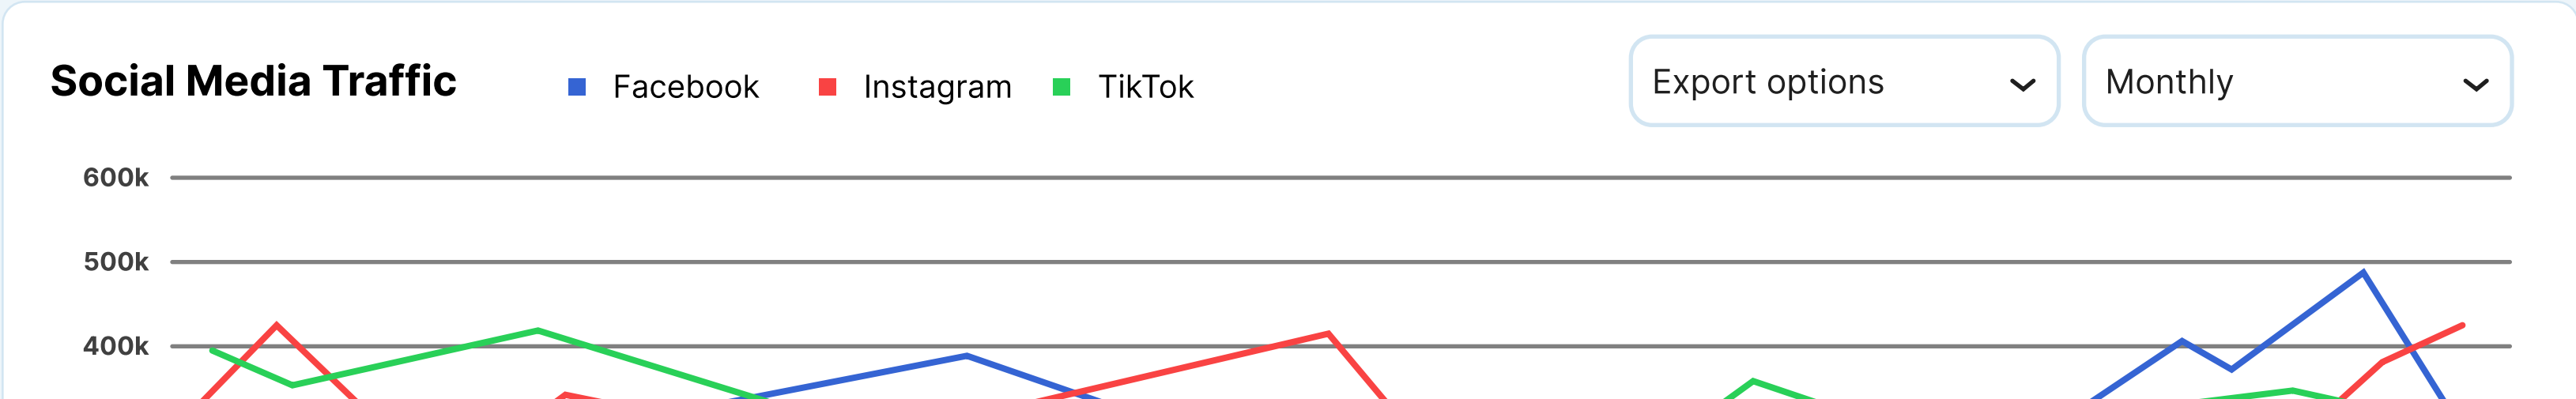 Social Media Traffic
Facebook
Instagram
TikTok
Export options
Monthly
600k
500k
400k